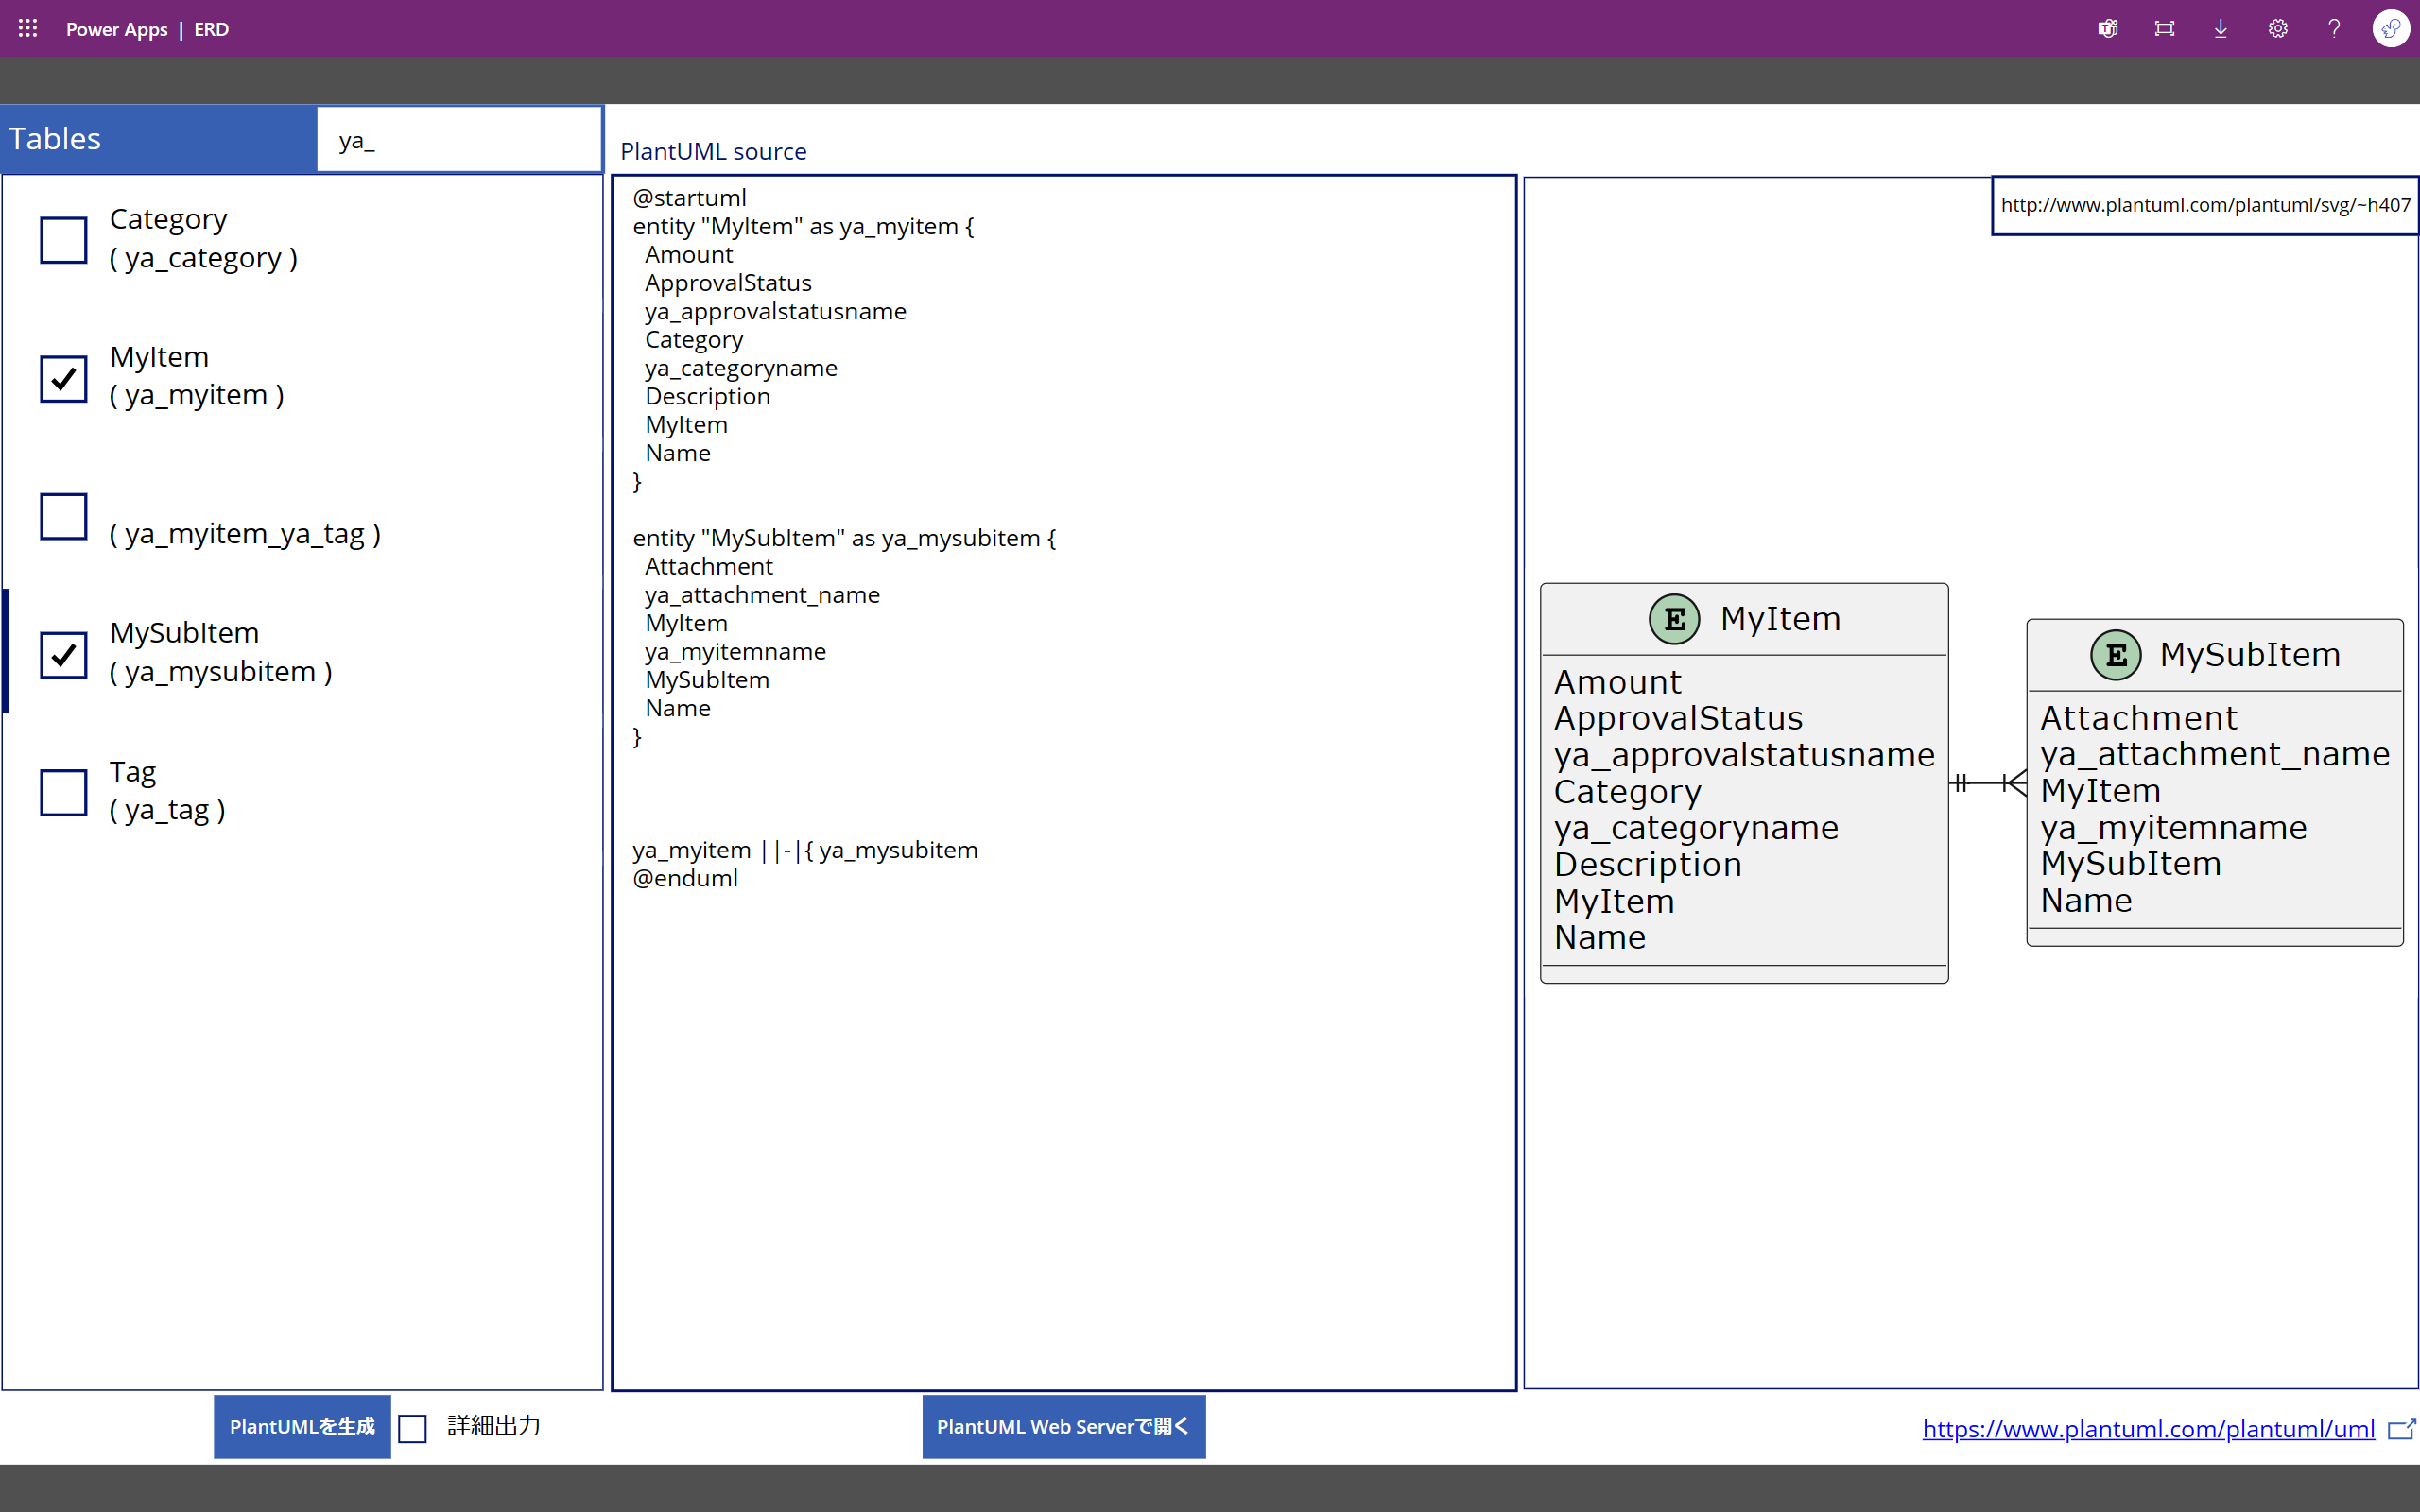 Power Apps | ERD
Tables
ya_
Category
( ya_category )
MyItem
( ya_myitem )
( ya_myitem_ya_tag )
MySubItem
( ya_mysubitem )
Tag
( ya_tag )
PlantUMLを生成
詳細出力
PlantUML source
@startuml
entity "MyItem" as ya_myitem {
  Amount
  ApprovalStatus
  ya_approvalstatusname
  Category
  ya_categoryname
  Description
  MyItem
  Name
}
entity "MySubItem" as ya_mysubitem {
  Attachment
  ya_attachment_name
  MyItem
  ya_myitemname
  MySubItem
  Name
}
ya_myitem ||-|{ ya_mysubitem
@enduml
PlantUML Web Serverで開く
http://www.plantuml.com/plantuml/svg/~h407
E MyItem
Amount
ApprovalStatus
ya_approvalstatusname
Category
ya_categoryname
Description
MyItem
Name
E MySubItem
Attachment
ya_attachment_name
MyItem
ya_myitemname
MySubItem
Name
https://www.plantuml.com/plantuml/uml